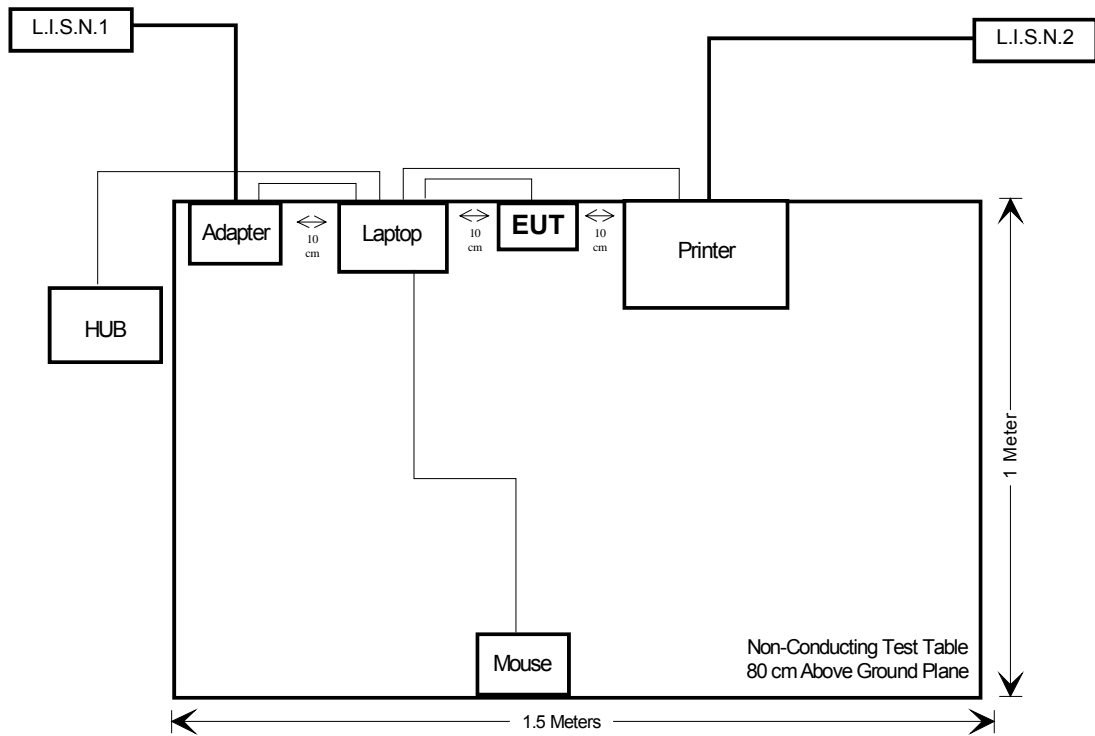 L.I.S.N.1
L.I.S.N.2
Adapter
10
cm
Laptop
10
cm
EUT
10
cm
Printer
HUB
1 Meter
Mouse
Non-Conducting Test Table
80 cm Above Ground Plane
1.5 Meters